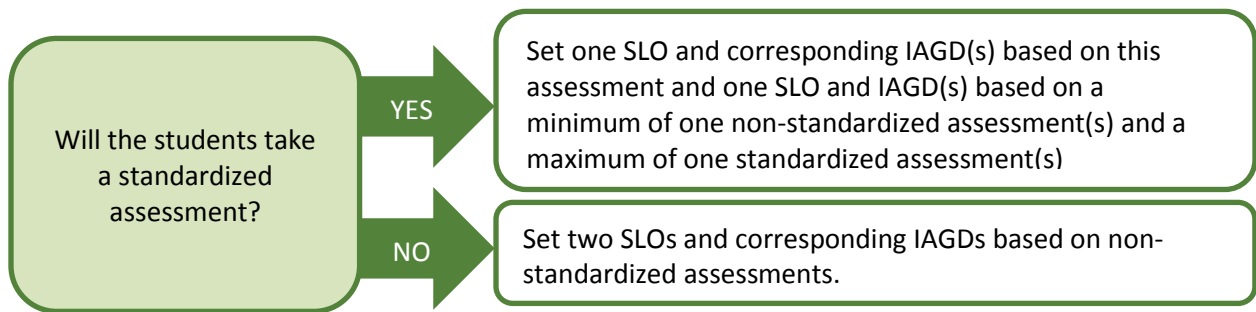 Will the students take
a standardized
assessment?
YES
Set one SLO and corresponding IAGD(s) based on this
assessment and one SLO and IAGD(s) based on a
minimum of one non-standardized assessment(s) and a
maximum of one standardized assessment(s)
NO
Set two SLOs and corresponding IAGDs based on non-
standardized assessments.